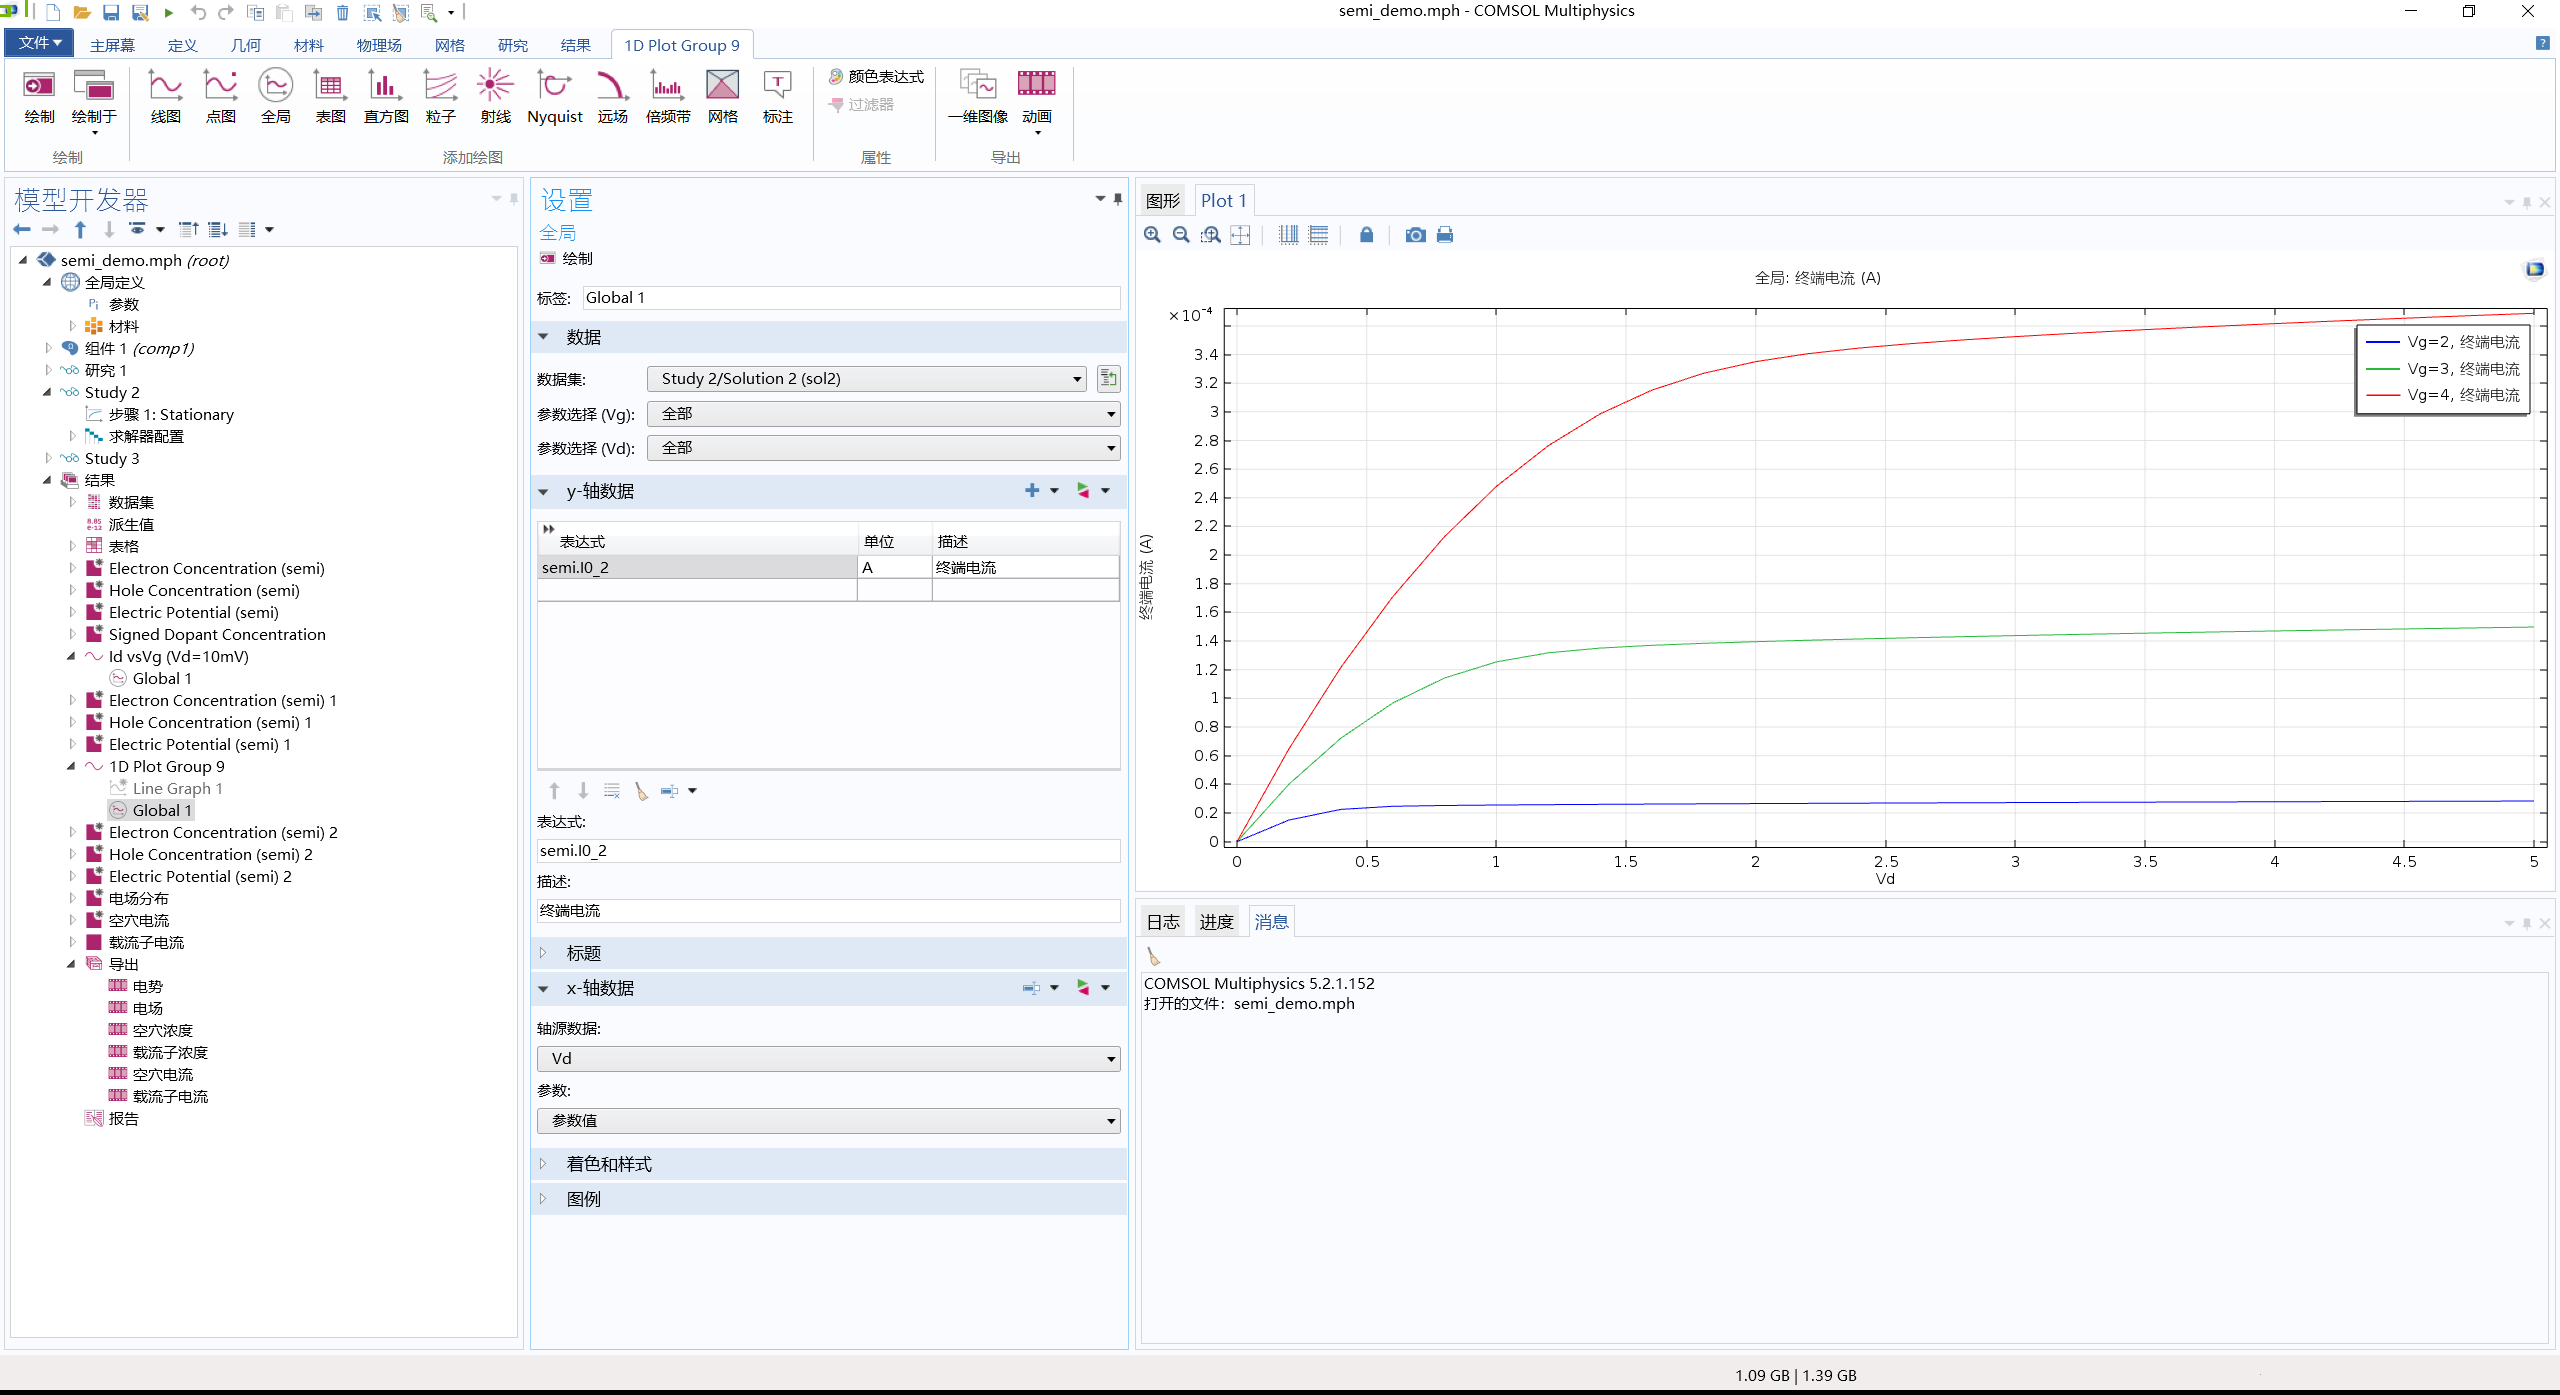 semi_demo.mph - COMSOL Multiphysics
文件 主屏幕 定义 几何 材料 物理场 网格 研究 结果 1D Plot Group 9
颜色表达式
过滤器
绘制 绘制于 线图 点图 全局 表图 直方图 粒子 射线 Nyquist 远场 倍频带 网格 标注 一维图像 动画
绘制 添加绘图 属性 导出
模型开发器
semi_demo.mph (root)
全局定义
Pi 参数
材料
组件 1 (comp1)
研究 1
Study 2
步骤 1: Stationary
求解器配置
Study 3
结果
数据集
8.85 e-12 派生值
表格
Electron Concentration (semi)
Hole Concentration (semi)
Electric Potential (semi)
Signed Dopant Concentration
Id vsVg (Vd=10mV)
Global 1
Electron Concentration (semi) 1
Hole Concentration (semi) 1
Electric Potential (semi) 1
1D Plot Group 9
Line Graph 1
Global 1
Electron Concentration (semi) 2
Hole Concentration (semi) 2
Electric Potential (semi) 2
电场分布
空穴电流
载流子电流
导出
电势
电场
空穴浓度
载流子浓度
空穴电流
载流子电流
报告
设置
全局
绘制
标签: Global 1
数据
数据集: Study 2/Solution 2 (sol2)
参数选择 (Vg): 全部
参数选择 (Vd): 全部
y-轴数据
表达式 单位 描述
semi.I0_2 A 终端电流
表达式:
semi.I0_2
描述:
终端电流
标题
x-轴数据
轴源数据:
Vd
参数:
参数值
着色和样式
图例
图形 Plot 1
全局: 终端电流 (A)
×10-4
3.4
3.2
3
2.8
2.6
2.4
2.2
2
1.8
1.6
1.4
1.2
1
0.8
0.6
0.4
0.2
0
终端电流 (A)
Vg=2, 终端电流
Vg=3, 终端电流
Vg=4, 终端电流
0 0.5 1 1.5 2 2.5 3 3.5 4 4.5 5
Vd
日志 进度 消息
COMSOL Multiphysics 5.2.1.152
打开的文件: semi_demo.mph
1.09 GB | 1.39 GB